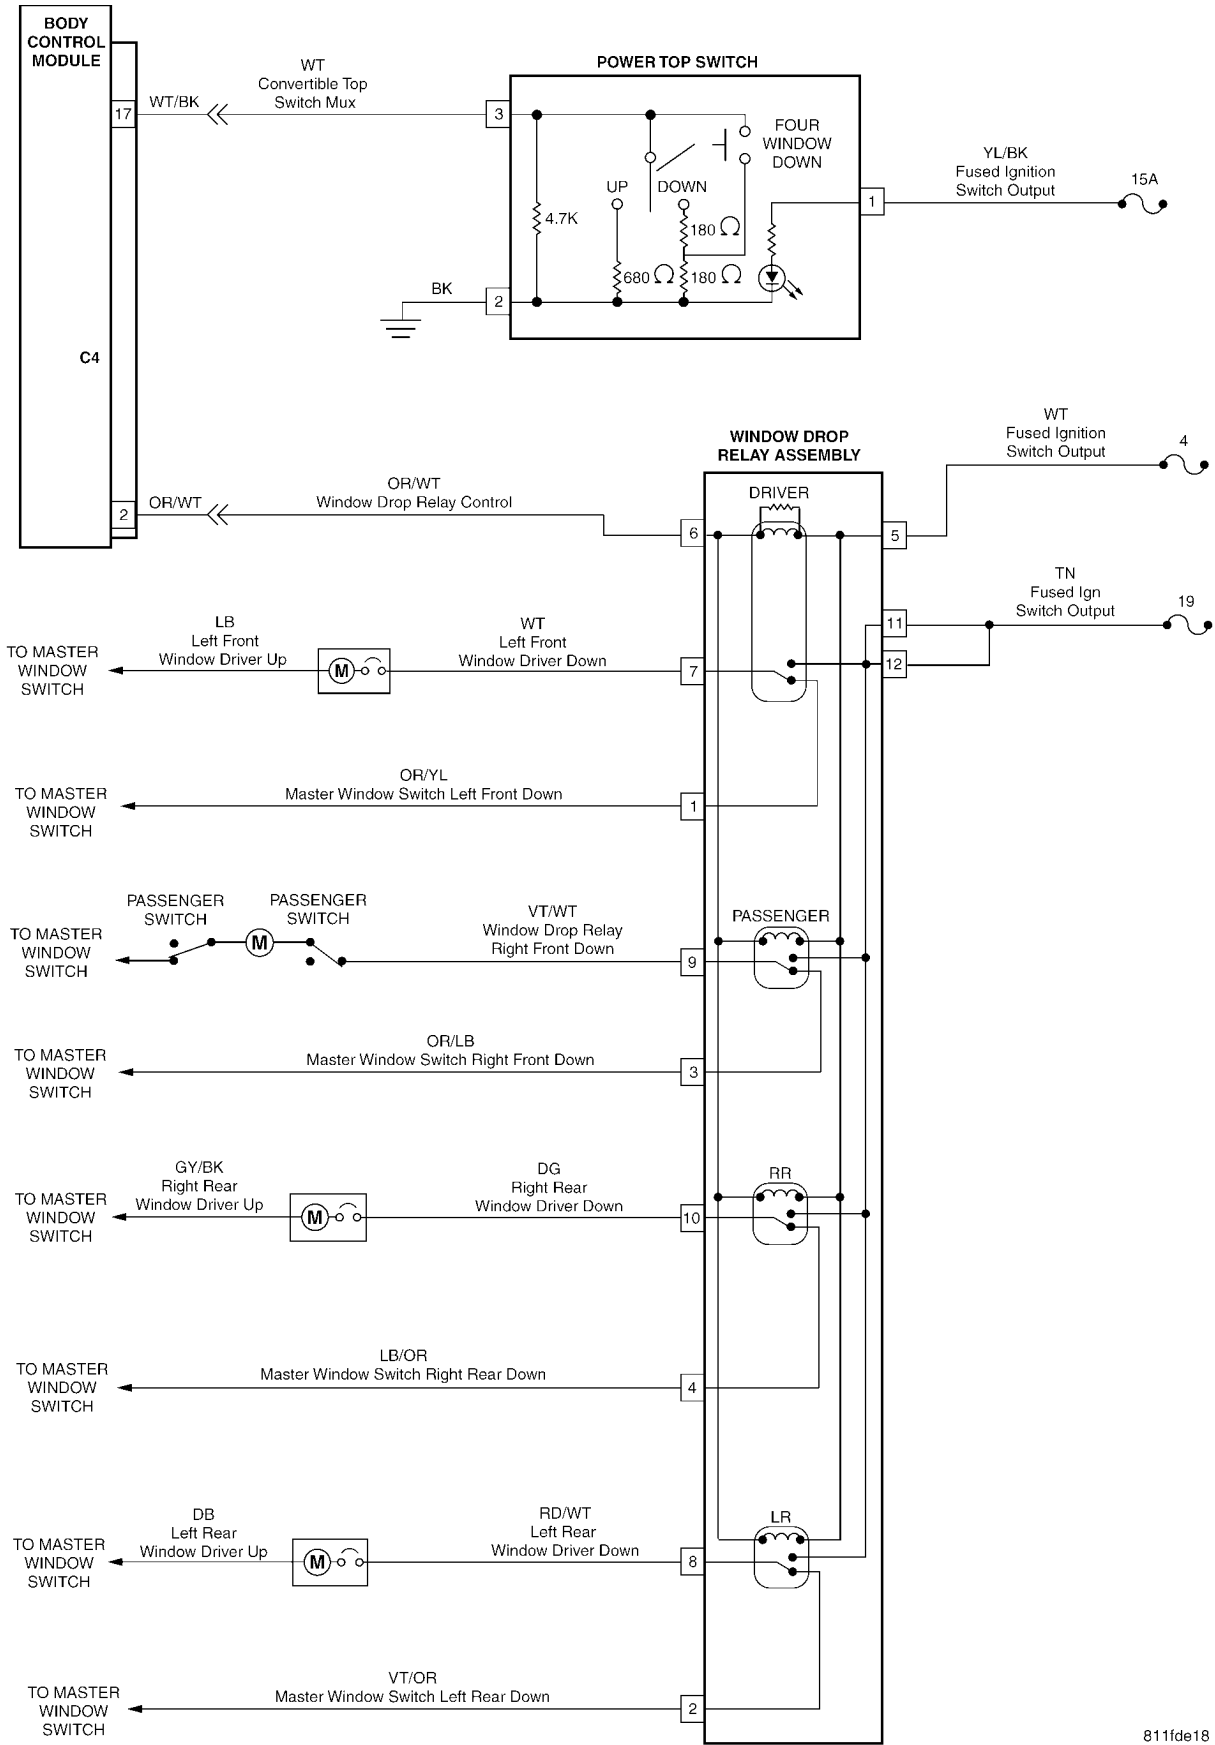 BODY
CONTROL
MODULE
17
WT/BK
WT
Convertible Top
Switch Mux
POWER TOP SWITCH
3
FOUR
WINDOW
DOWN
UP
DOWN
4.7K
180 Ω
680 Ω
180 Ω
1
YL/BK
Fused Ignition
Switch Output
15A
BK
2
C4
WINDOW DROP
RELAY ASSEMBLY
WT
Fused Ignition
Switch Output
4
2
OR/WT
OR/WT
Window Drop Relay Control
DRIVER
6
5
TN
Fused Ign
Switch Output
19
11
12
TO MASTER
WINDOW
SWITCH
LB
Left Front
Window Driver Up
M
WT
Left Front
Window Driver Down
7
TO MASTER
WINDOW
SWITCH
OR/YL
Master Window Switch Left Front Down
1
TO MASTER
WINDOW
SWITCH
PASSENGER
SWITCH
M
PASSENGER
SWITCH
VT/WT
Window Drop Relay
Right Front Down
9
PASSENGER
TO MASTER
WINDOW
SWITCH
OR/LB
Master Window Switch Right Front Down
3
TO MASTER
WINDOW
SWITCH
GY/BK
Right Rear
Window Driver Up
M
DG
Right Rear
Window Driver Down
10
RR
TO MASTER
WINDOW
SWITCH
LB/OR
Master Window Switch Right Rear Down
4
TO MASTER
WINDOW
SWITCH
DB
Left Rear
Window Driver Up
M
RD/WT
Left Rear
Window Driver Down
8
LR
TO MASTER
WINDOW
SWITCH
VT/OR
Master Window Switch Left Rear Down
2
811fde18